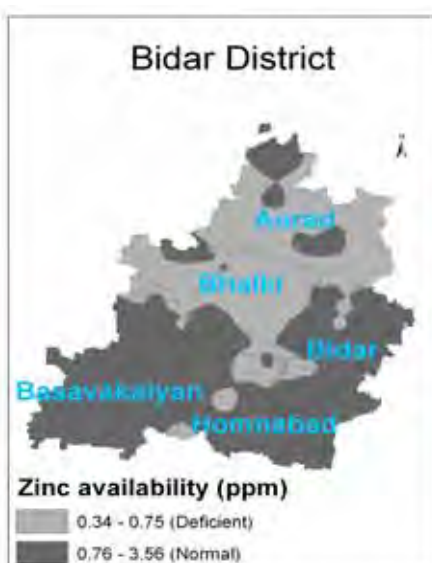 Bidar District
Aurad
Bhalki
Bidar
Basavakalyan
Homnabad
Zinc availability (ppm)
0.34 - 0.75 (Deficient)
0.76 - 3.56 (Normal)